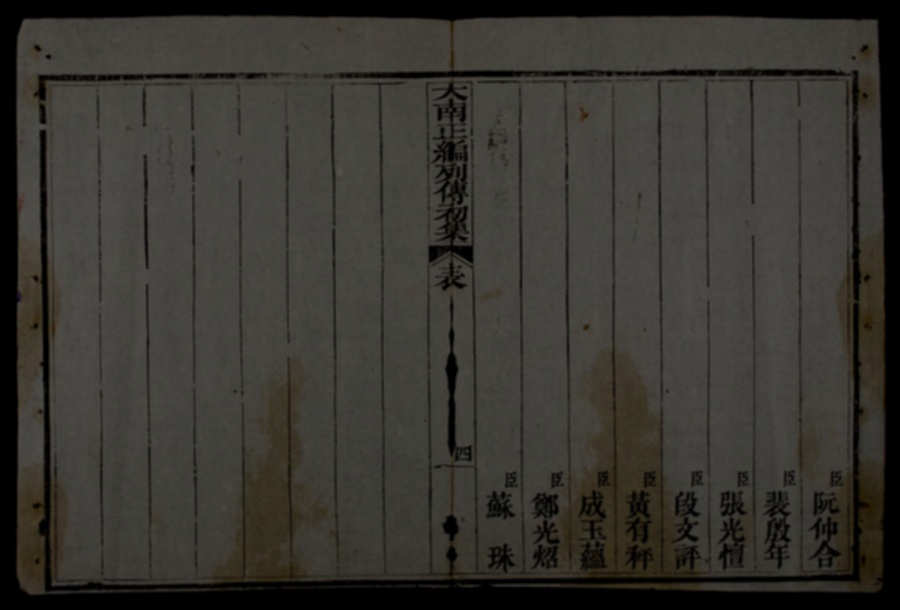 臣阮仲合
臣裴殷年
臣張光憻
臣段文評
臣黃有秤
臣成玉蘊
臣鄭光炤
臣蘇珠
大南正編列傳初集
表
四